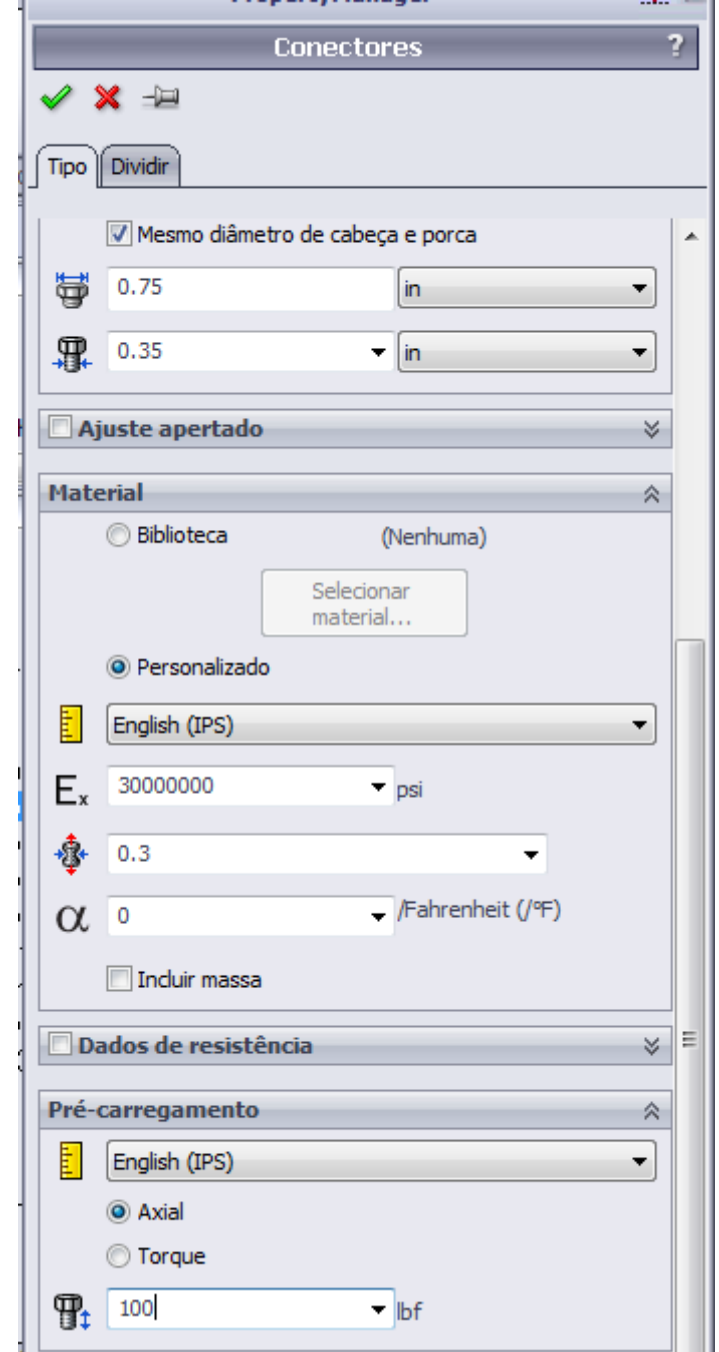 Conectores ?
Tipo Dividir
Mesmo diâmetro de cabeça e porca
0.75 in
0.35 in
Ajuste apertado
Material
Biblioteca (Nenhuma)
Selecionar
material...
Personalizado
English (IPS)
Ex 30000000 psi
0.3
α 0 /Fahrenheit (/ºF)
Incluir massa
Dados de resistência
Pré-carregamento
English (IPS)
Axial
Torque
100 lbf